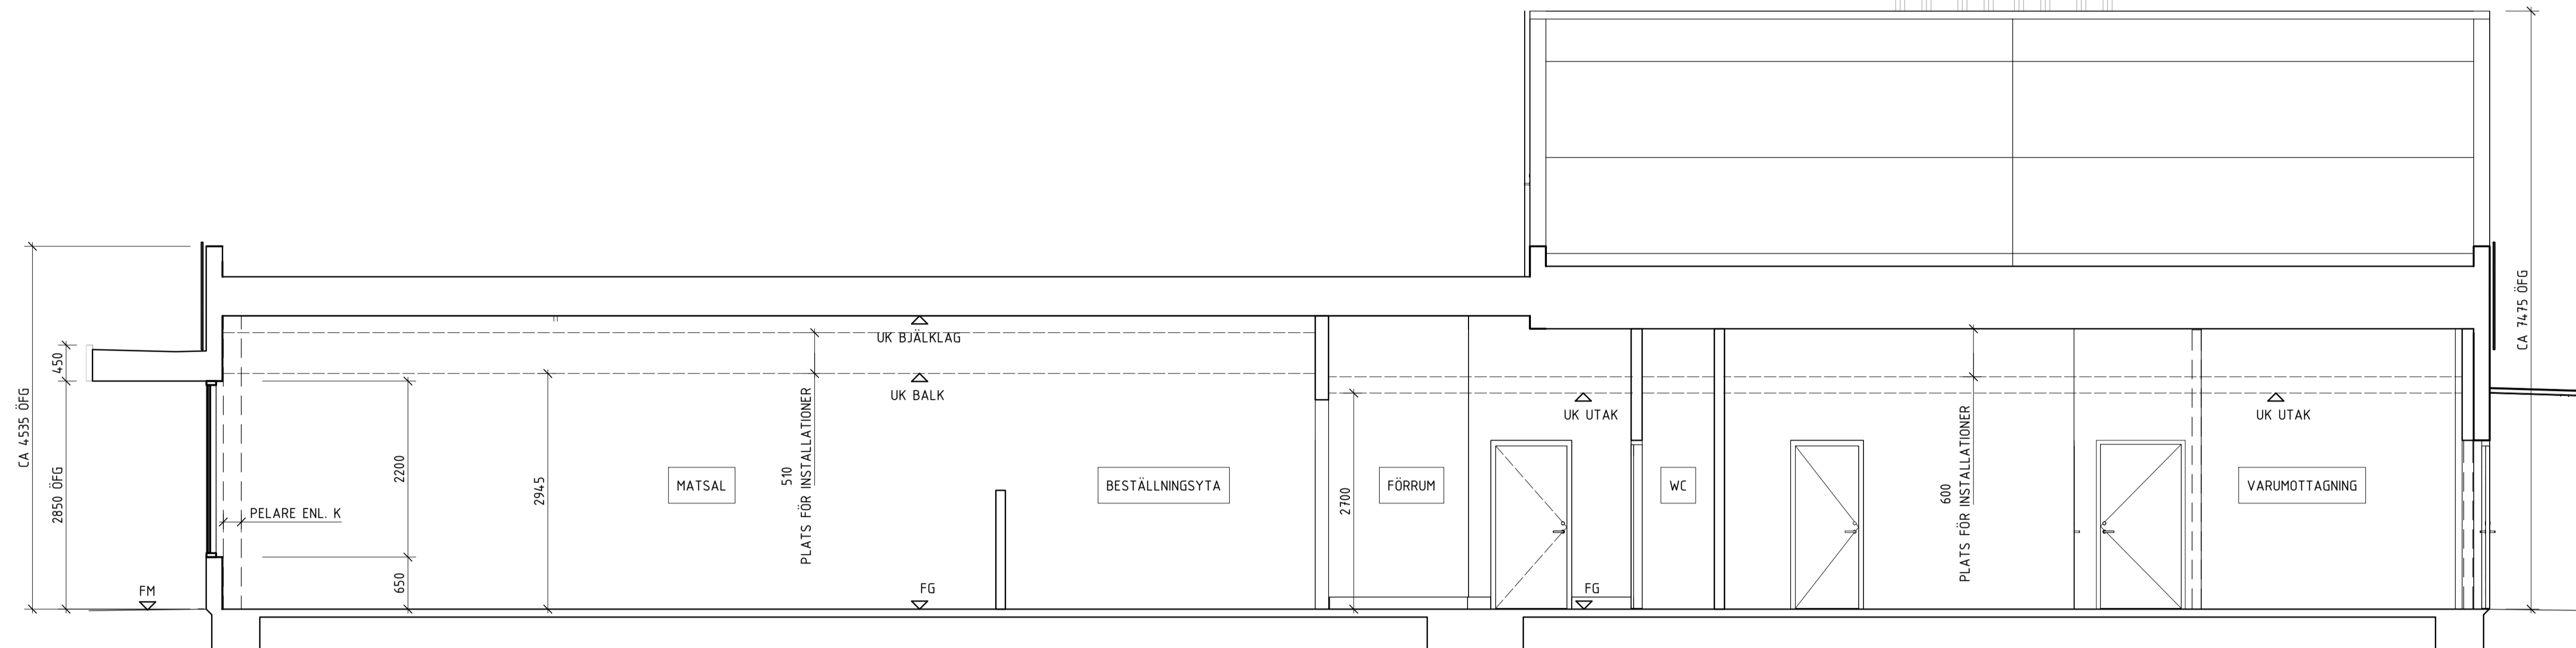 CA 4535 ÖFG
450
2850 ÖFG
PELARE ENL. K
FM
2200
650
2945
MATSAL
510
PLATS FÖR INSTALLATIONER
UK BJÄLKLAG
UK BALK
FG
BESTÄLLNINGSYTA
2700
FÖRRUM
UK UTAK
FG
WC
600
PLATS FÖR INSTALLATIONER
UK UTAK
VARUMOTTAGNING
CA 7475 ÖFG